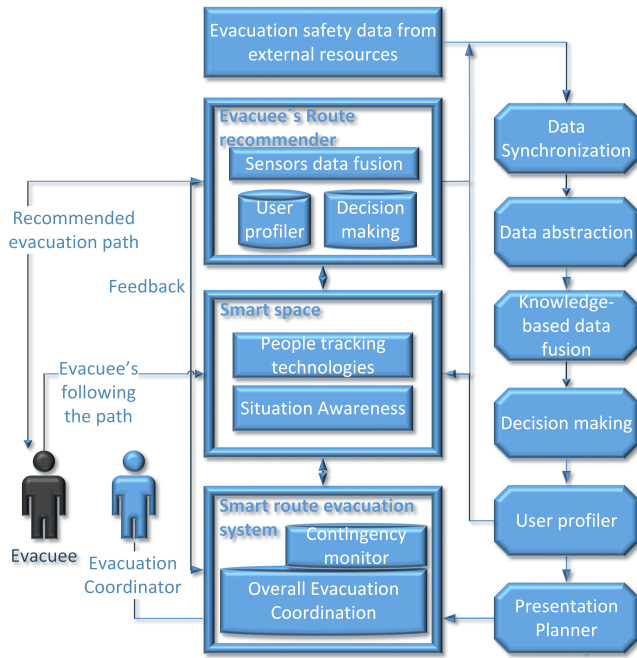 Evacuation safety data from
external resources
Evacuee´s Route
recommender
Sensors data fusion
User
profiler
Decision
making
Recommended
evacuation path
Feedback
Smart space
People tracking
technologies
Situation Awareness
Evacuee’s
following
the path
Evacuee
Evacuation
Coordinator
Smart route evacuation
system
Contingency
monitor
Overall Evacuation
Coordination
Data
Synchronization
Data abstraction
Knowledge-
based data
fusion
Decision making
User profiler
Presentation
Planner